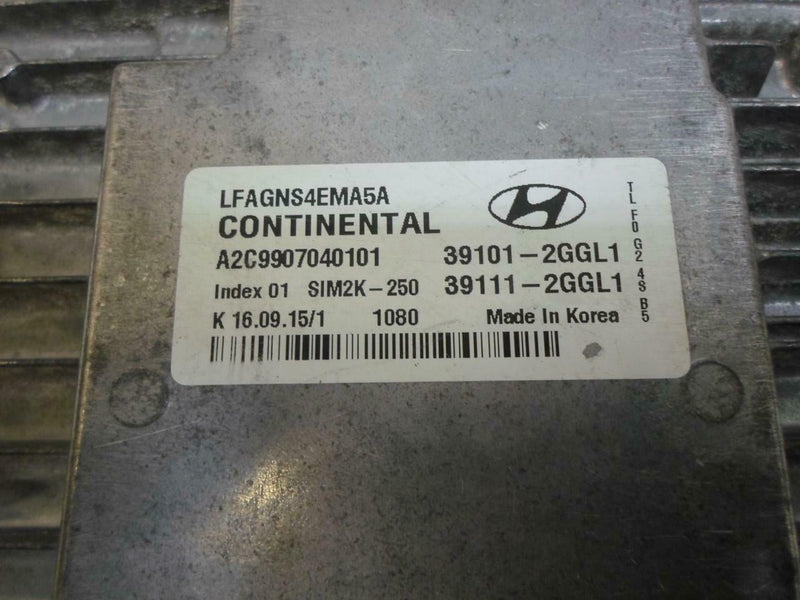 LFAGNS4EMA5A
CONTINENTAL
A2C9907040101 39101-2GGL1
Index 01 SIM2K-250 39111-2GGL1
K 16.09.15/1 1080 Made In Korea
TL F0 G2 4S B5